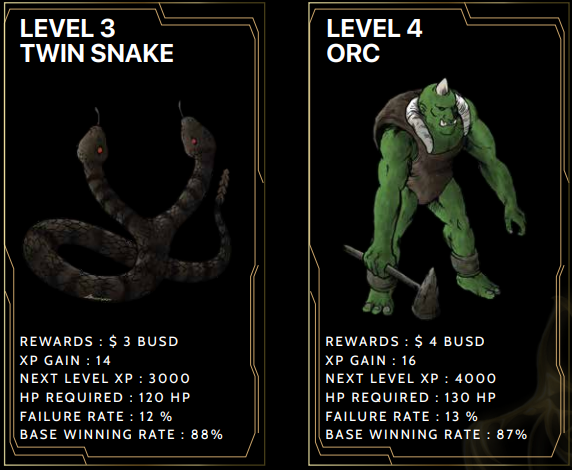 LEVEL 3
TWIN SNAKE
REWARDS : $ 3 BUSD
XP GAIN : 14
NEXT LEVEL XP : 3000
HP REQUIRED : 120 HP
FAILURE RATE : 12 %
BASE WINNING RATE : 88%
LEVEL 4
ORC
REWARDS : $ 4 BUSD
XP GAIN : 16
NEXT LEVEL XP : 4000
HP REQUIRED : 130 HP
FAILURE RATE : 13 %
BASE WINNING RATE : 87%